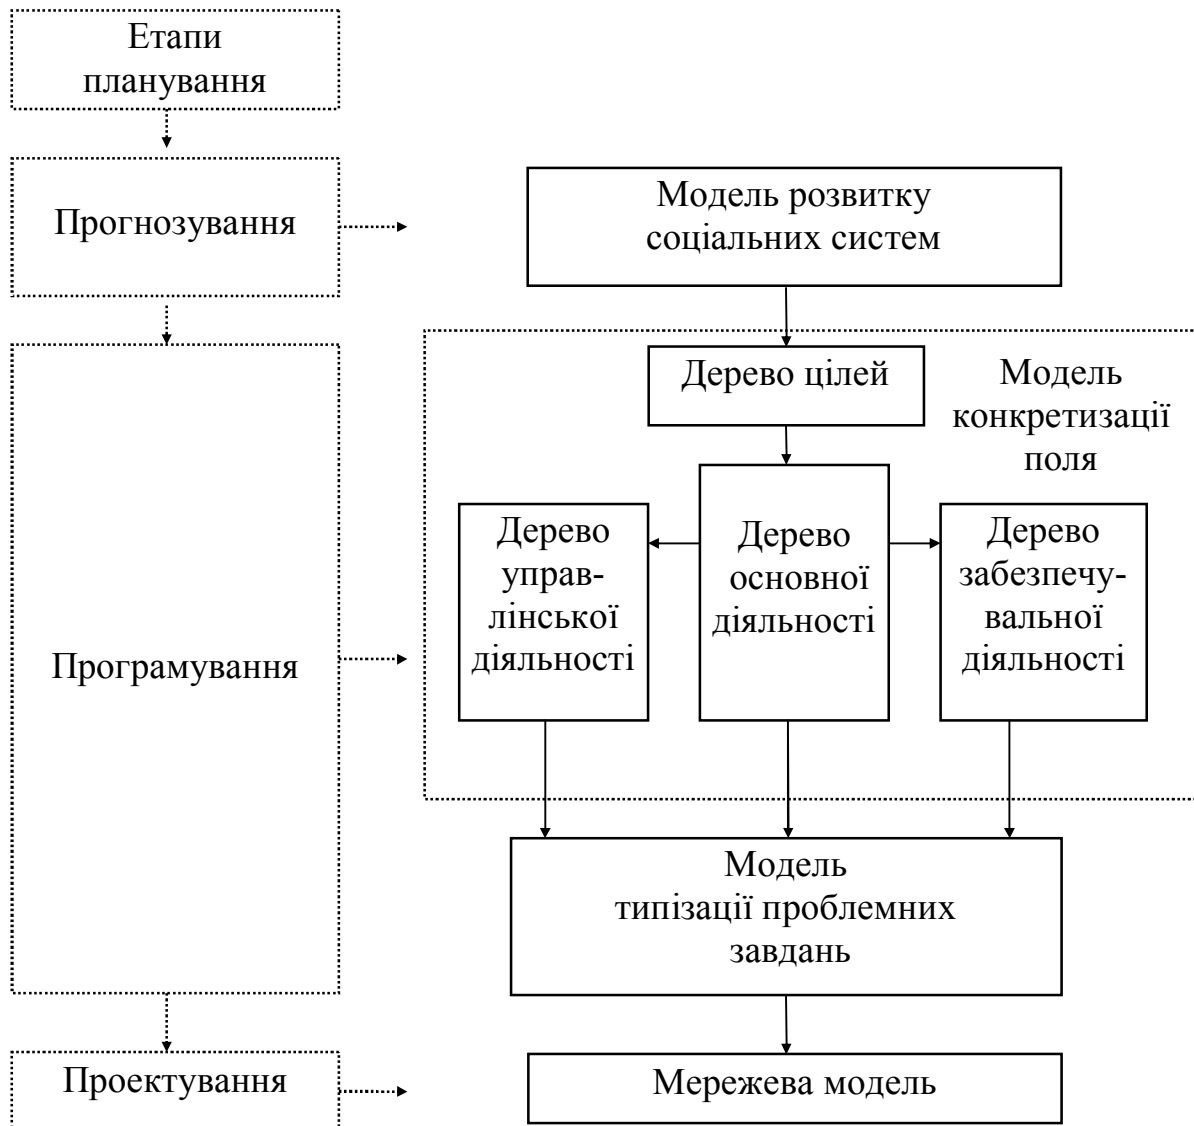 Етапи
планування
Прогнозування
Модель розвитку
соціальних систем
Дерево цілей
Модель
конкретизації
поля
Дерево
управ-
лінської
діяльності
Дерево
основної
діяльності
Дерево
забезпечу-
вальної
діяльності
Програмування
Модель
типізації проблемних
завдань
Проектування
Мережева модель